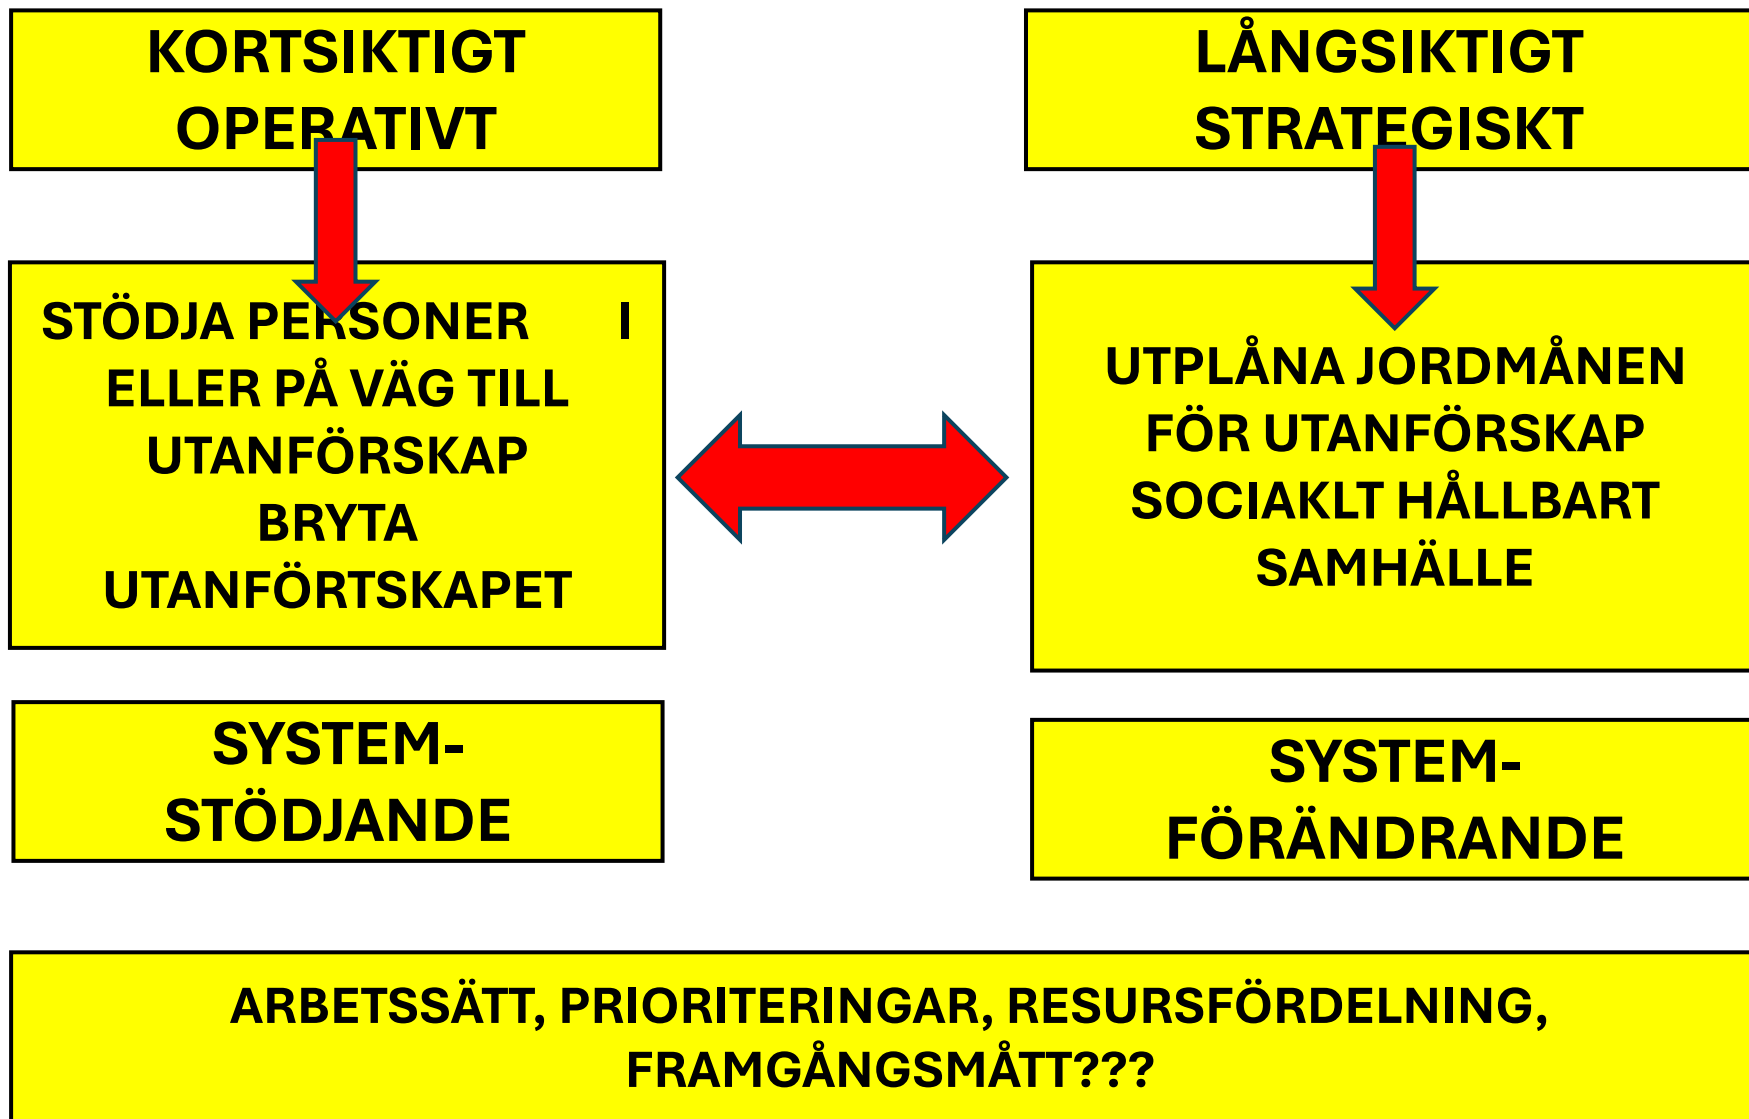 KORTSIKTIGT
OPERATIVT
LÅNGSIKTIGT
STRATEGISKT
STÖDJA PERSONER I
ELLER PÅ VÄG TILL
UTANFÖRSKAP
BRYTA
UTANFÖRTSKAPET
UTPLÅNA JORDMÅNEN
FÖR UTANFÖRSKAP
SOCIAKLT HÅLLBART
SAMHÄLLE
SYSTEM-
STÖDJANDE
SYSTEM-
FÖRÄNDRANDE
ARBETSSÄTT, PRIORITERINGAR, RESURSFÖRDELNING,
FRAMGÅNGSMÅTT???